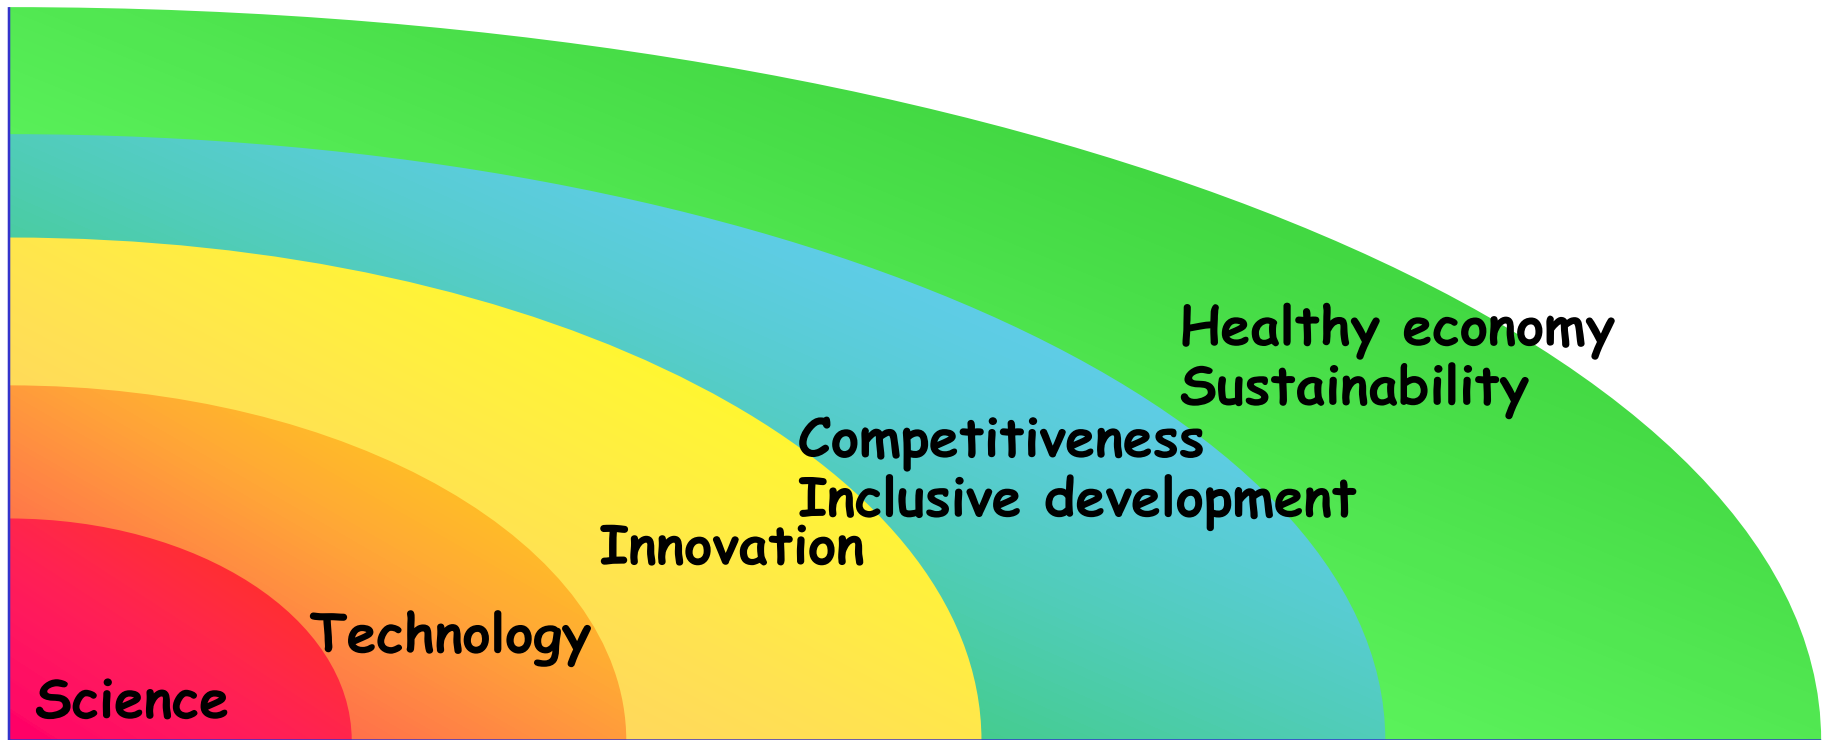 Healthy economy
Sustainability
Competitiveness
Inclusive development
Innovation
Technology
Science